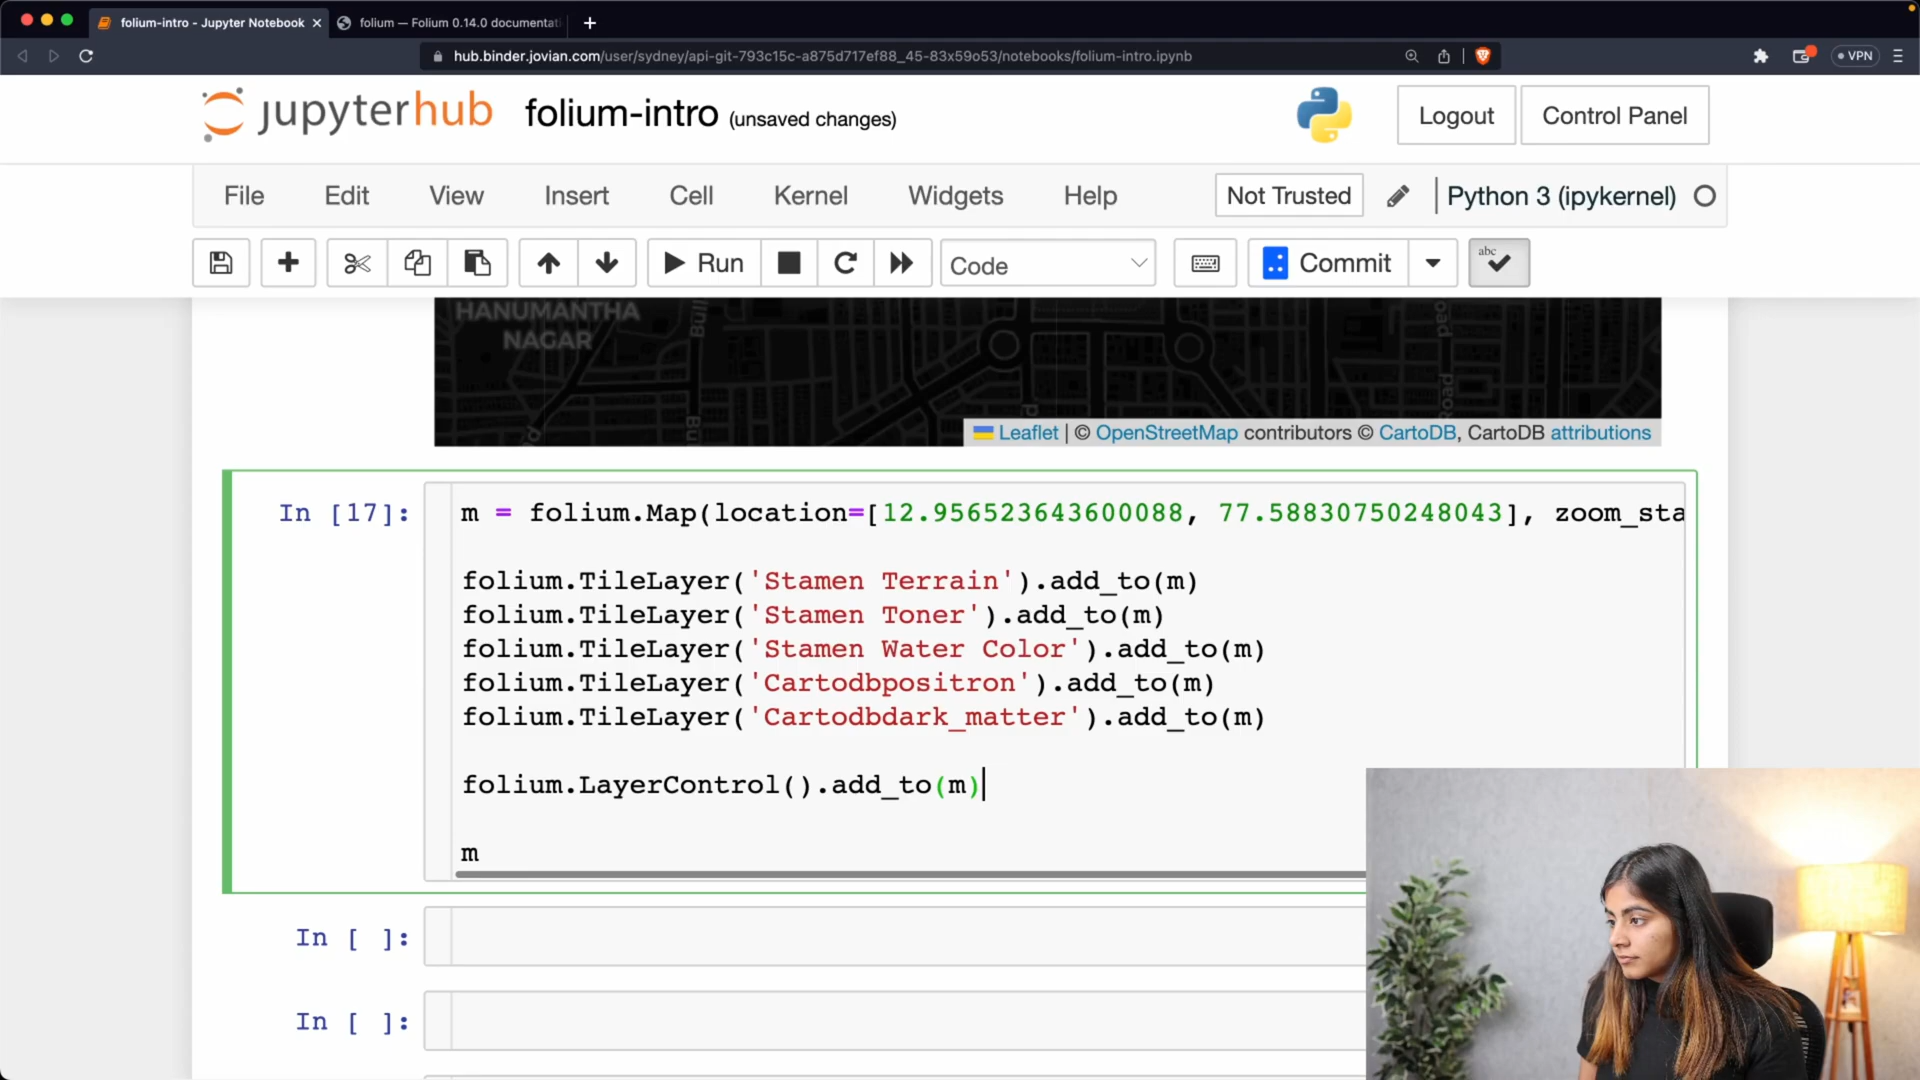 folium-intro - Jupyter Notebook
folium — Folium 0.14.0 documentati
hub.binder.jovian.com/user/sydney/api-git-793c15c-a875d717ef88_45-83x59o53/notebooks/folium-intro.ipynb
VPN
jupyterhub folium-intro (unsaved changes)
Logout
Control Panel
File Edit View Insert Cell Kernel Widgets Help
Not Trusted
Python 3 (ipykernel)
Run
Code
Commit
abc
HANUMANTHA
NAGAR
Bull
Bu
Road
Leaflet | © OpenStreetMap contributors © CartoDB, CartoDB attributions
In [17]:
m = folium.Map(location=[12.956523643600088, 77.58830750248043], zoom_sta
folium.TileLayer('Stamen Terrain').add_to(m)
folium.TileLayer('Stamen Toner').add_to(m)
folium.TileLayer('Stamen Water Color').add_to(m)
folium.TileLayer('Cartodbpositron').add_to(m)
folium.TileLayer('Cartodbdark_matter').add_to(m)
folium.LayerControl().add_to(m)
m
In [ ]:
In [ ]: